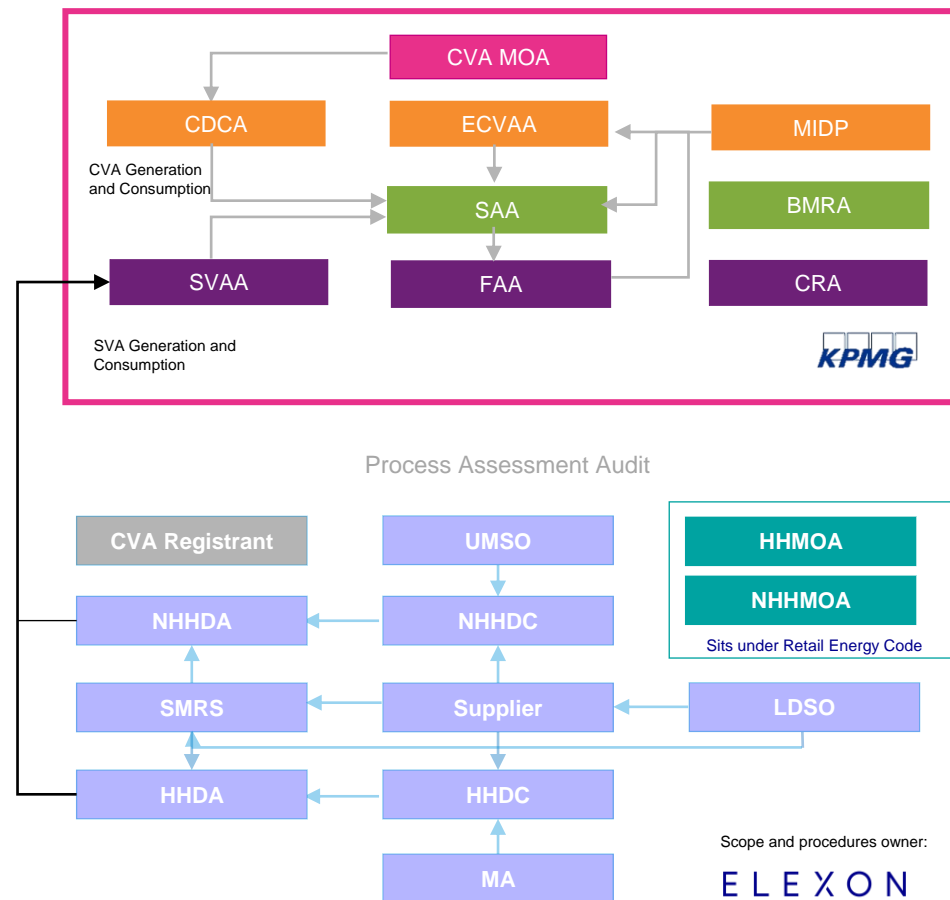 CVA MOA
CDCA
ECVAA
MIDP
CVA Generation
and Consumption
SAA
BMRA
SVAA
FAA
CRA
SVA Generation and
Consumption
KPMG
Process Assessment Audit
CVA Registrant
UMSO
HHMOA
NHHMOA
NHHDA
NHHDC
Sits under Retail Energy Code
SMRS
Supplier
LDSO
HHDA
HHDC
Scope and procedures owner:
MA
ELEXON